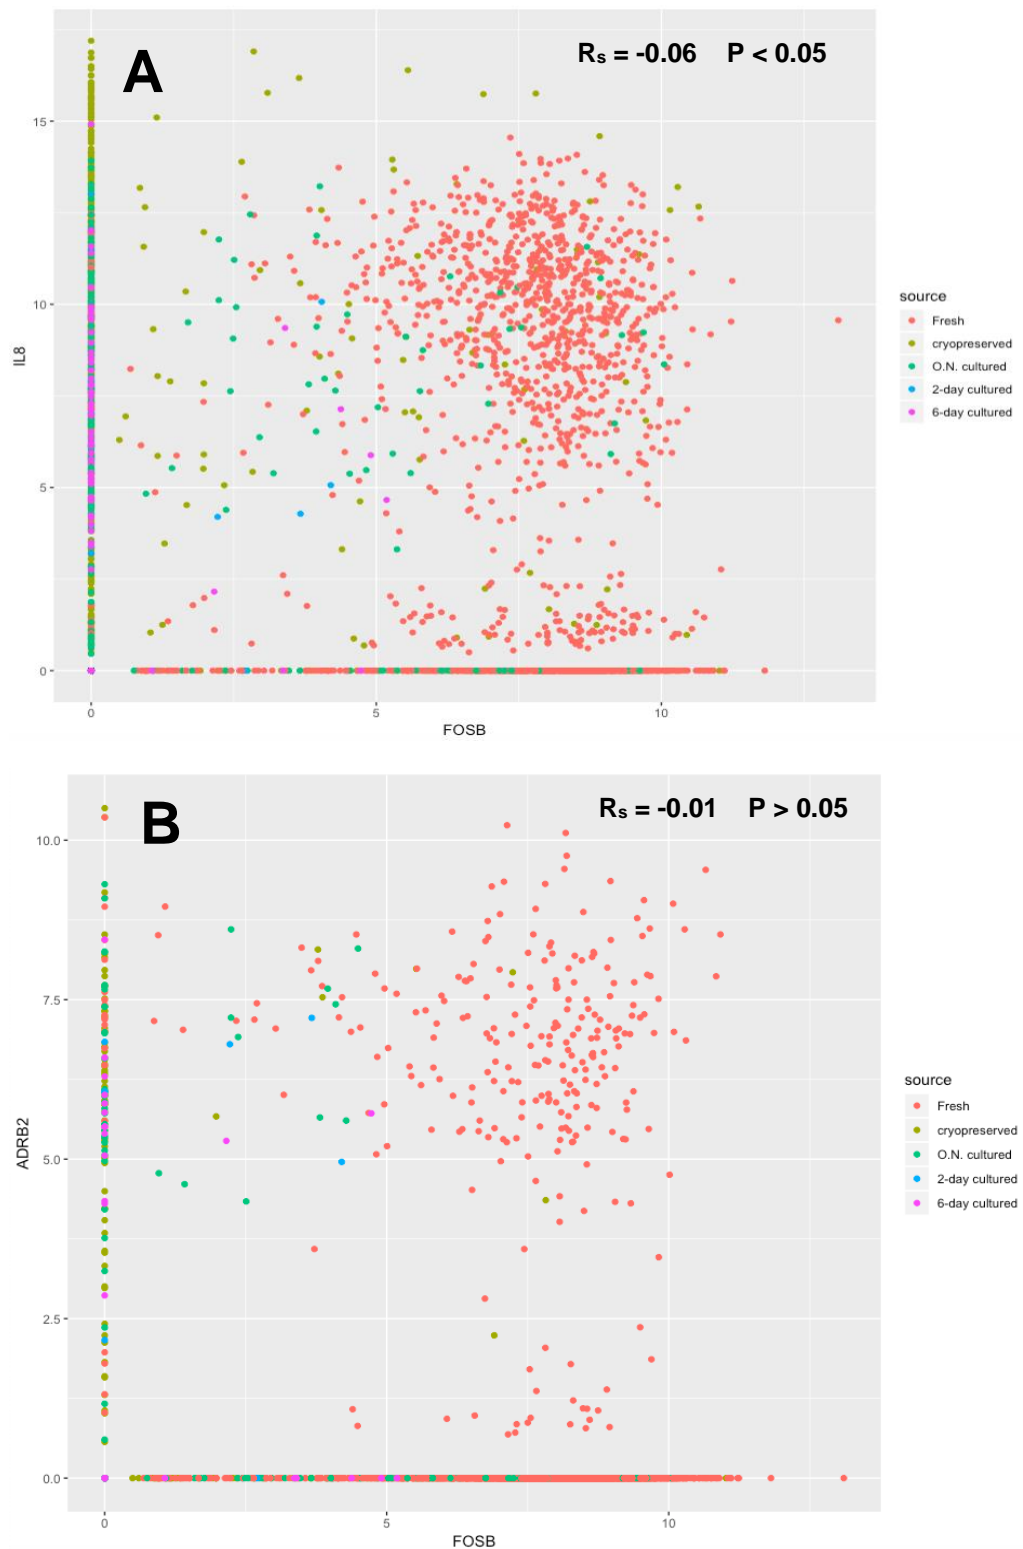 A
Rs = -0.06 P < 0.05
15
10
5
0
IL8
0 5 10
FOSB
source
Fresh
cryopreserved
O.N. cultured
2-day cultured
6-day cultured
B
Rs = -0.01 P > 0.05
10.0
7.5
5.0
2.5
0.0
ADRB2
0 5 10
FOSB
source
Fresh
cryopreserved
O.N. cultured
2-day cultured
6-day cultured